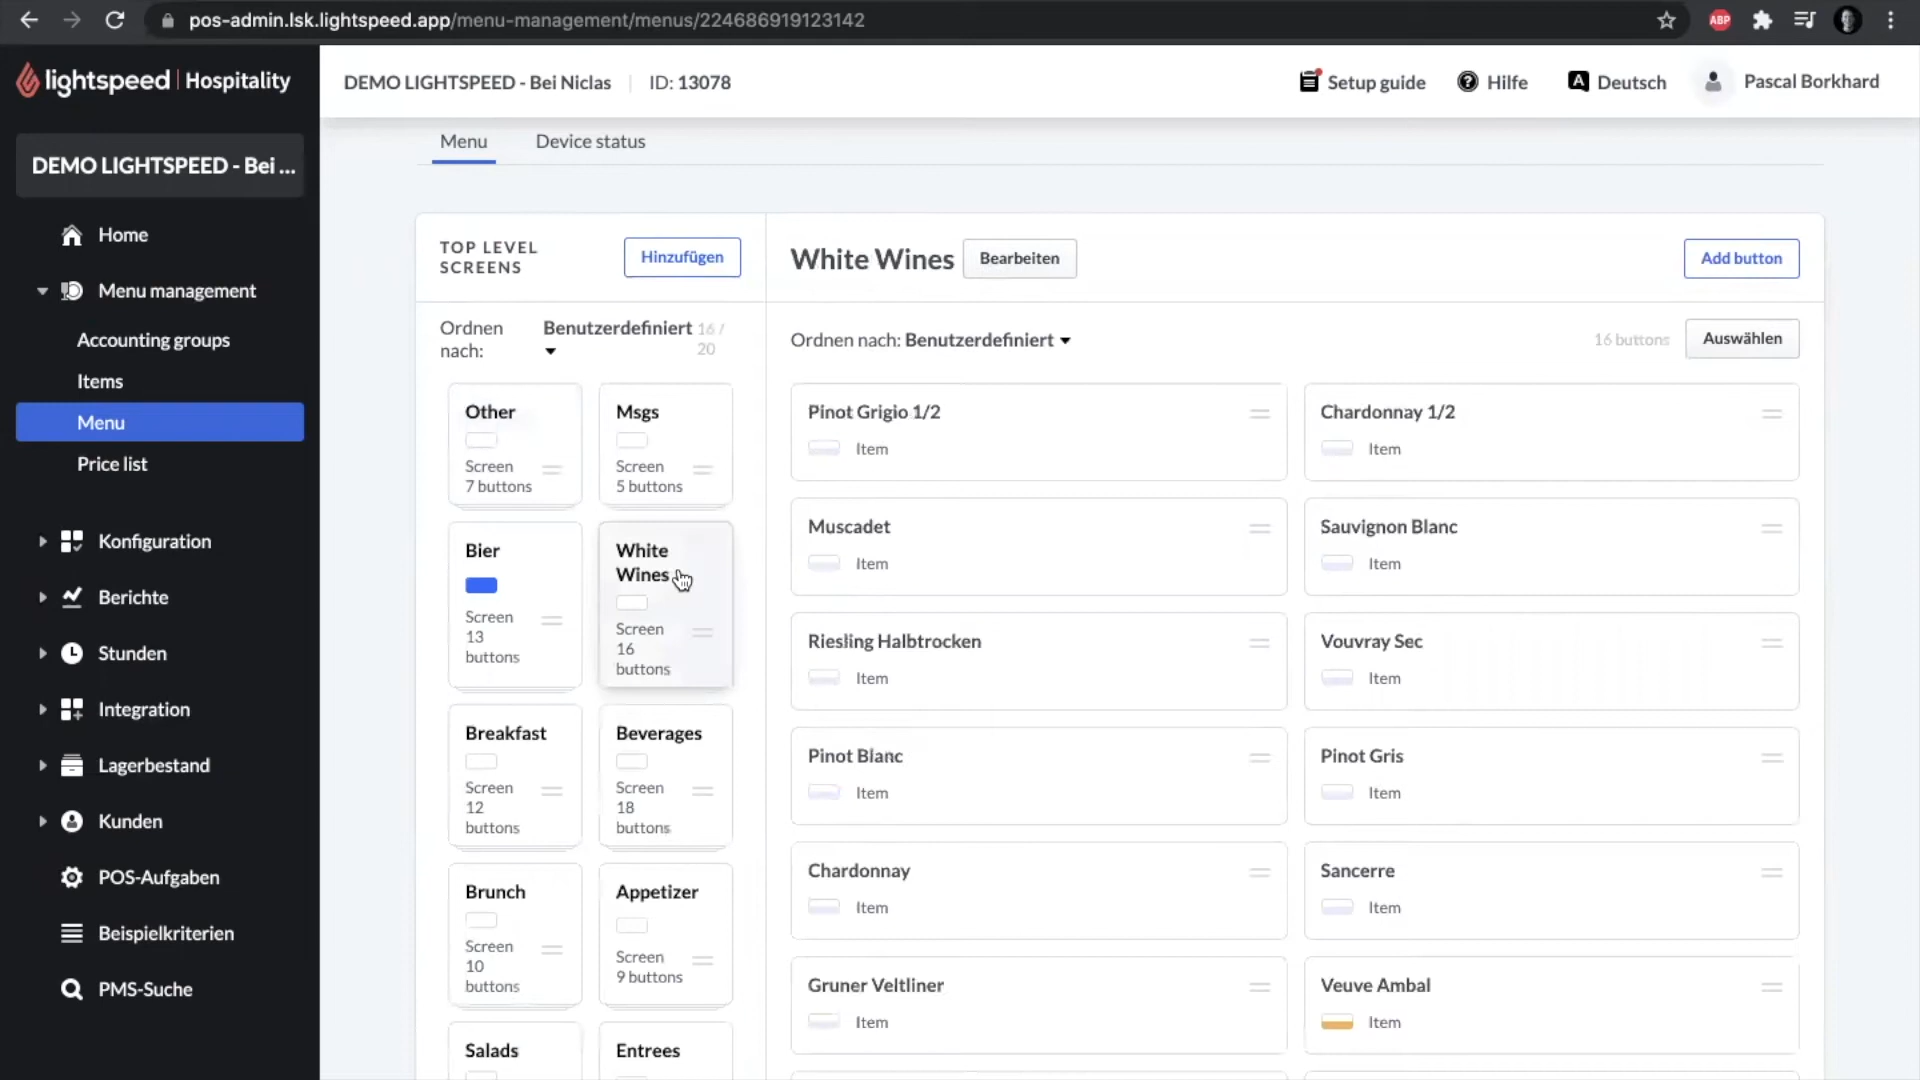 pos-admin.lsk.lightspeed.app/menu-management/menus/224686919123142
ABP
lightspeed | Hospitality
DEMO LIGHTSPEED - Bei Niclas
ID: 13078
Setup guide
Hilfe
A Deutsch
Pascal Borkhard
DEMO LIGHTSPEED - Bei ...
Home
Menu management
Accounting groups
Items
Menu
Price list
Konfiguration
Berichte
Stunden
Integration
Lagerbestand
Kunden
POS-Aufgaben
Beispielkriterien
PMS-Suche
Menu
Device status
TOP LEVEL
SCREENS
Hinzufügen
Ordnen
nach:
Benutzerdefiniert
16 /
20
Other
Screen
7 buttons
Msgs
Screen
5 buttons
Bier
Screen
13
buttons
White
Wines
Screen
16
buttons
Breakfast
Screen
12
buttons
Beverages
Screen
18
buttons
Brunch
Screen
10
buttons
Appetizer
Screen
9 buttons
Salads
Entrees
White Wines
Bearbeiten
Add button
Ordnen nach: Benutzerdefiniert
16 buttons
Auswählen
Pinot Grigio 1/2
Item
Chardonnay 1/2
Item
Muscadet
Item
Sauvignon Blanc
Item
Riesling Halbtrocken
Item
Vouvray Sec
Item
Pinot Blanc
Item
Pinot Gris
Item
Chardonnay
Item
Sancerre
Item
Gruner Veltliner
Item
Veuve Ambal
Item